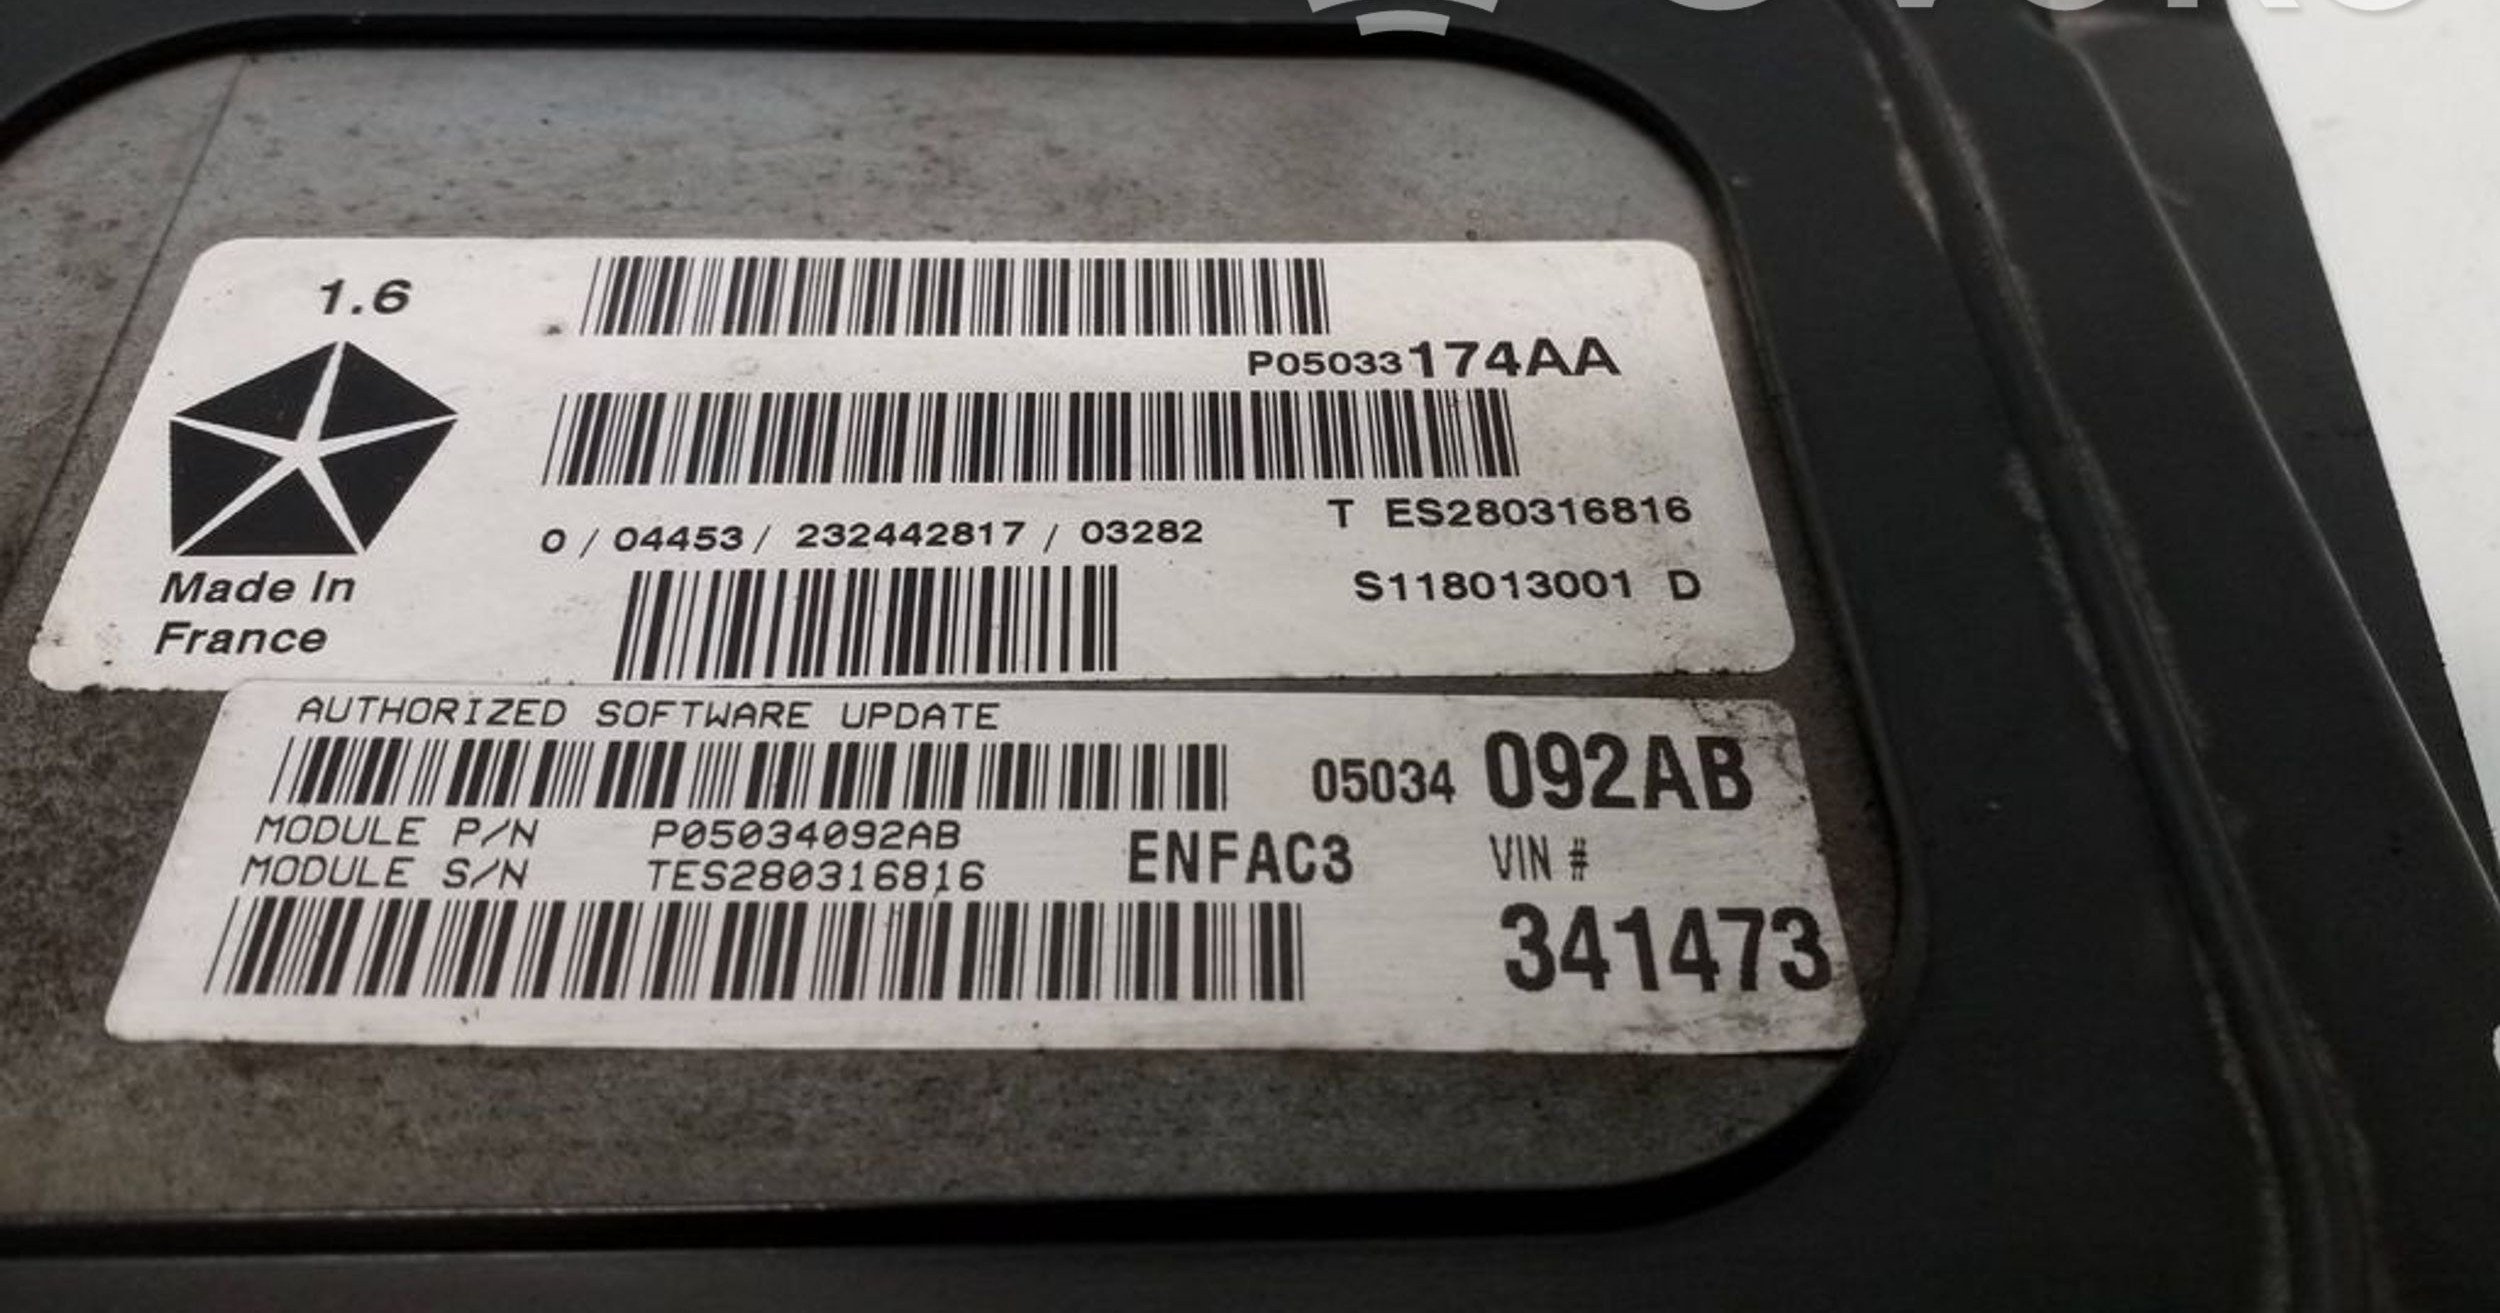 1.6
P05033174AA
T ES280316816
0 / 04453 / 232442817 / 03282
S118013001 D
Made In
France
AUTHORIZED SOFTWARE UPDATE
05034 092AB
MODULE P/N P05034092AB
MODULE S/N TES280316816
ENFAC3
VIN #
341473